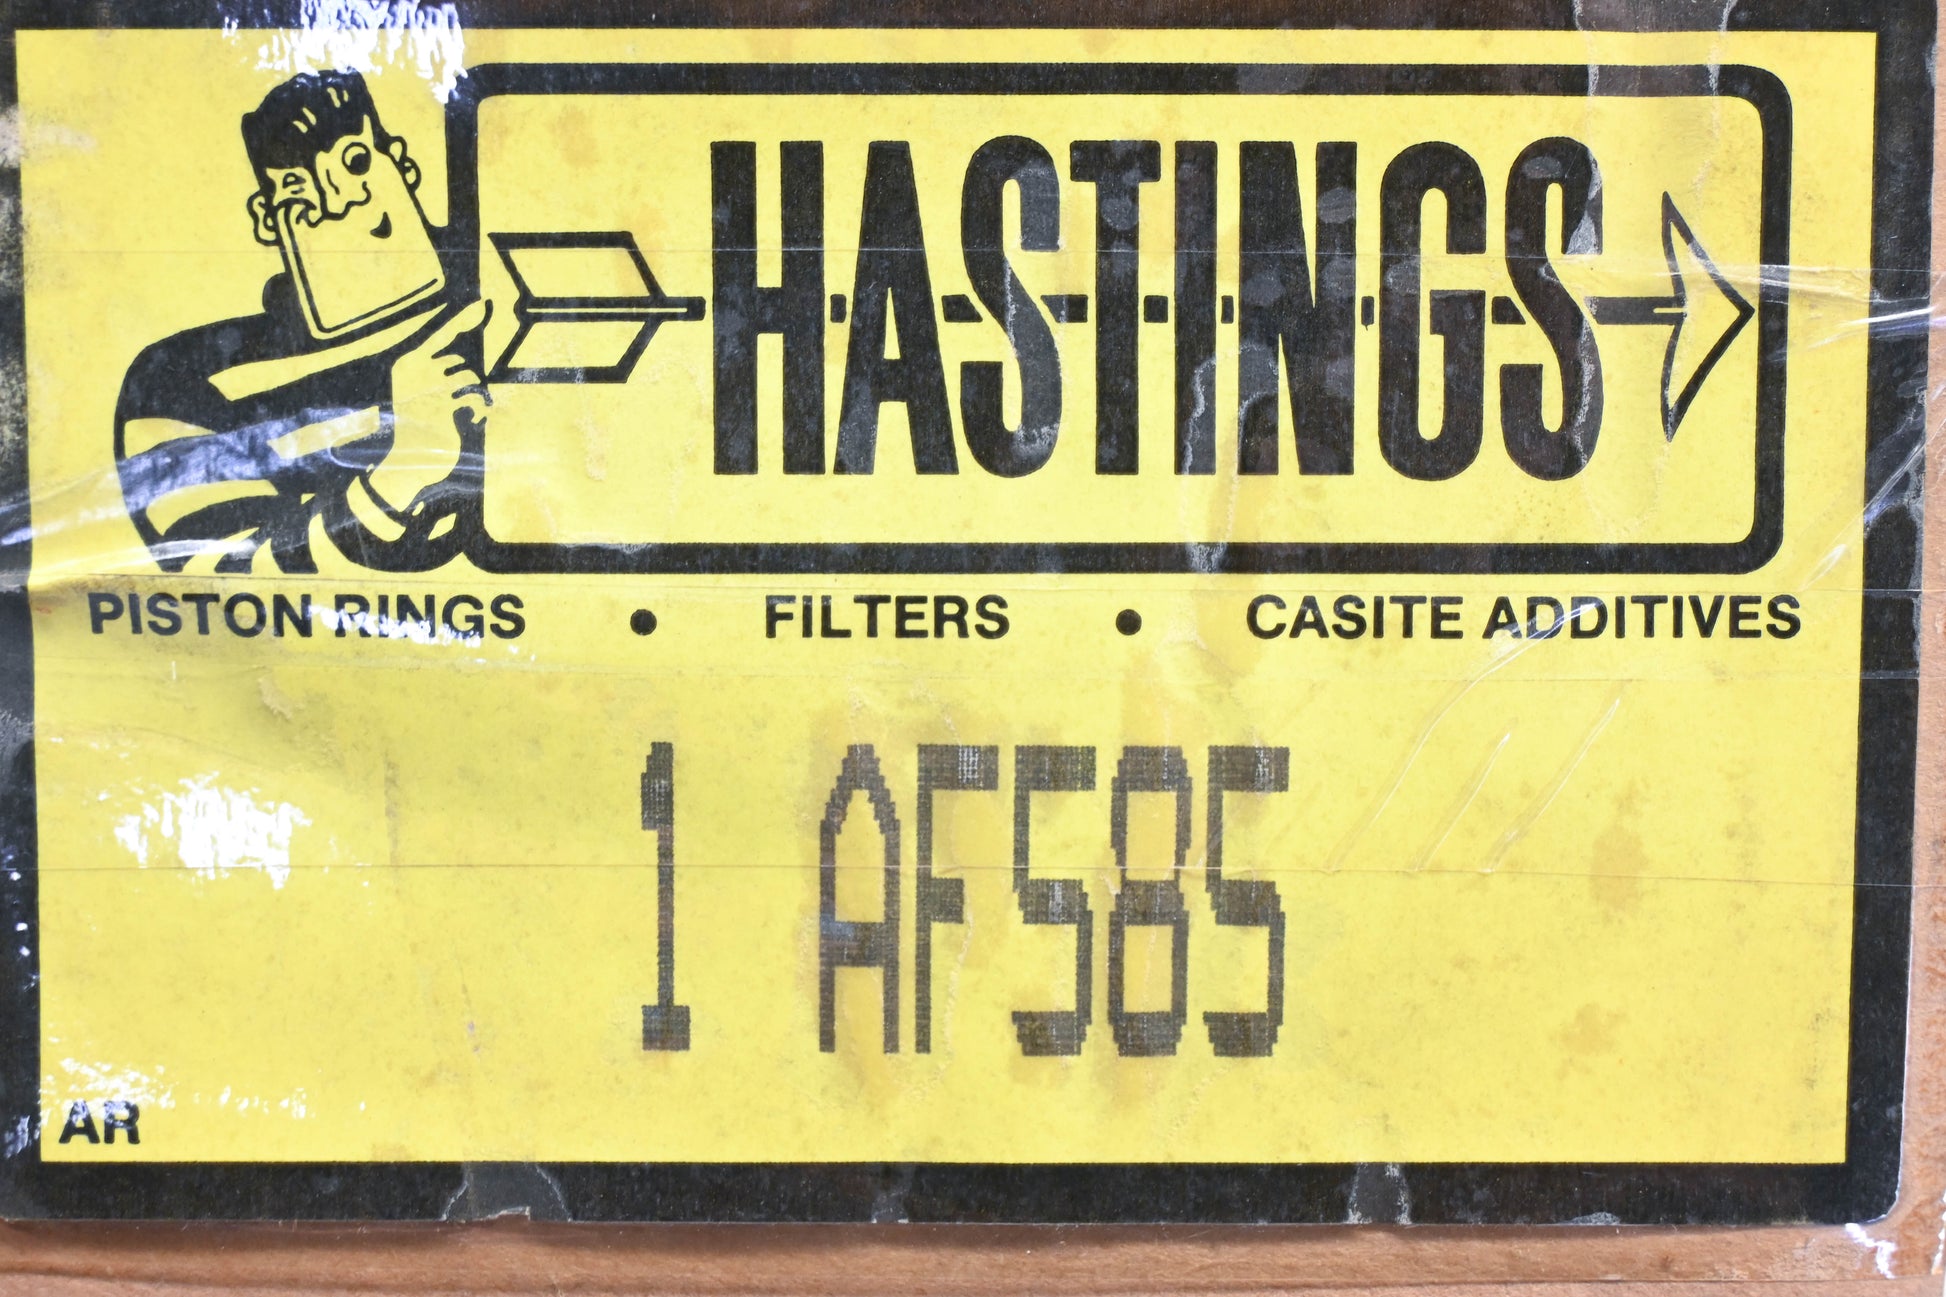 HASTINGS
PISTON RINGS • FILTERS • CASITE ADDITIVES
1 AF585
AR